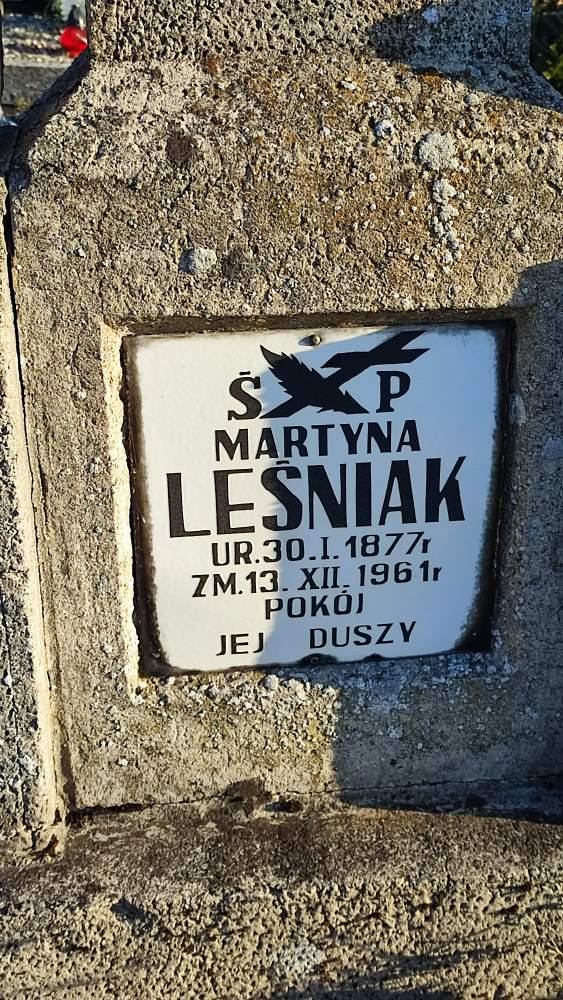 Ś P
MARTYNA
LEŚNIAK
UR.30.I.1877r
ZM.13.XII.1961r
POKÓJ
JEJ DUSZY